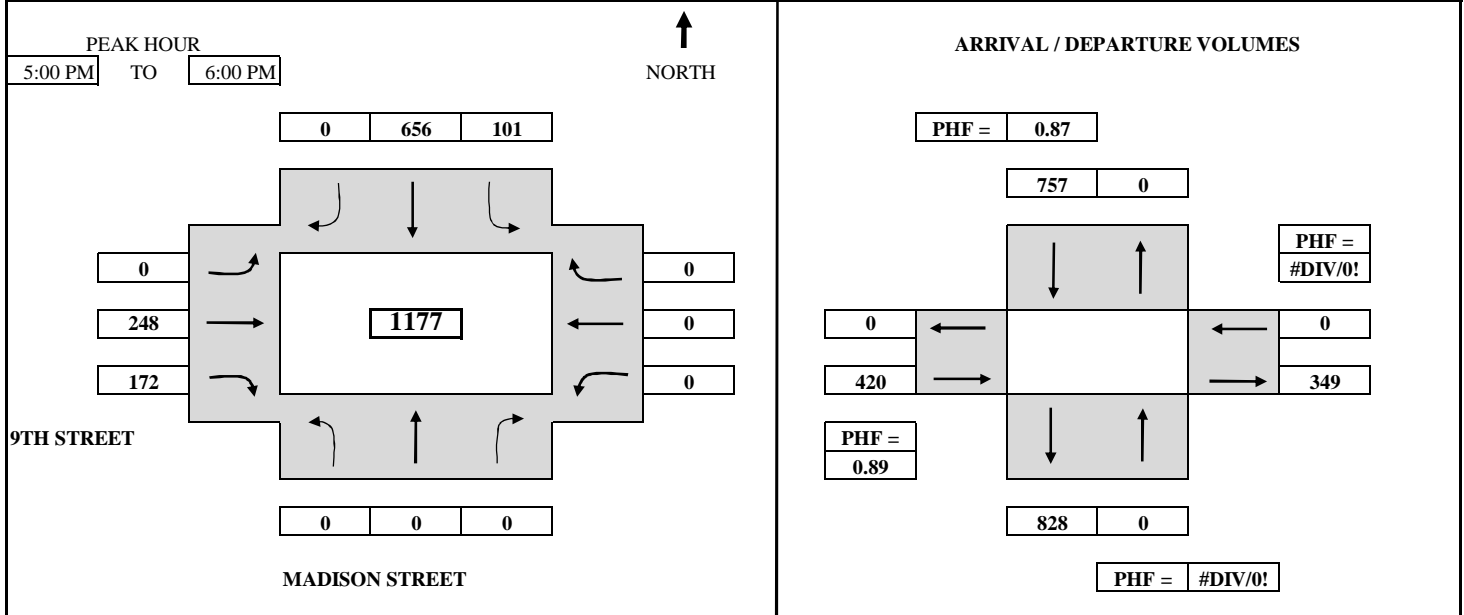 PEAK HOUR
5:00 PM TO 6:00 PM
NORTH
0 656 101
0 0
248 1177 0
172 0
9TH STREET
0 0 0
MADISON STREET
ARRIVAL / DEPARTURE VOLUMES
PHF = 0.87
757 0
PHF =
#DIV/0!
0 0
420 349
PHF =
0.89
828 0
PHF = #DIV/0!